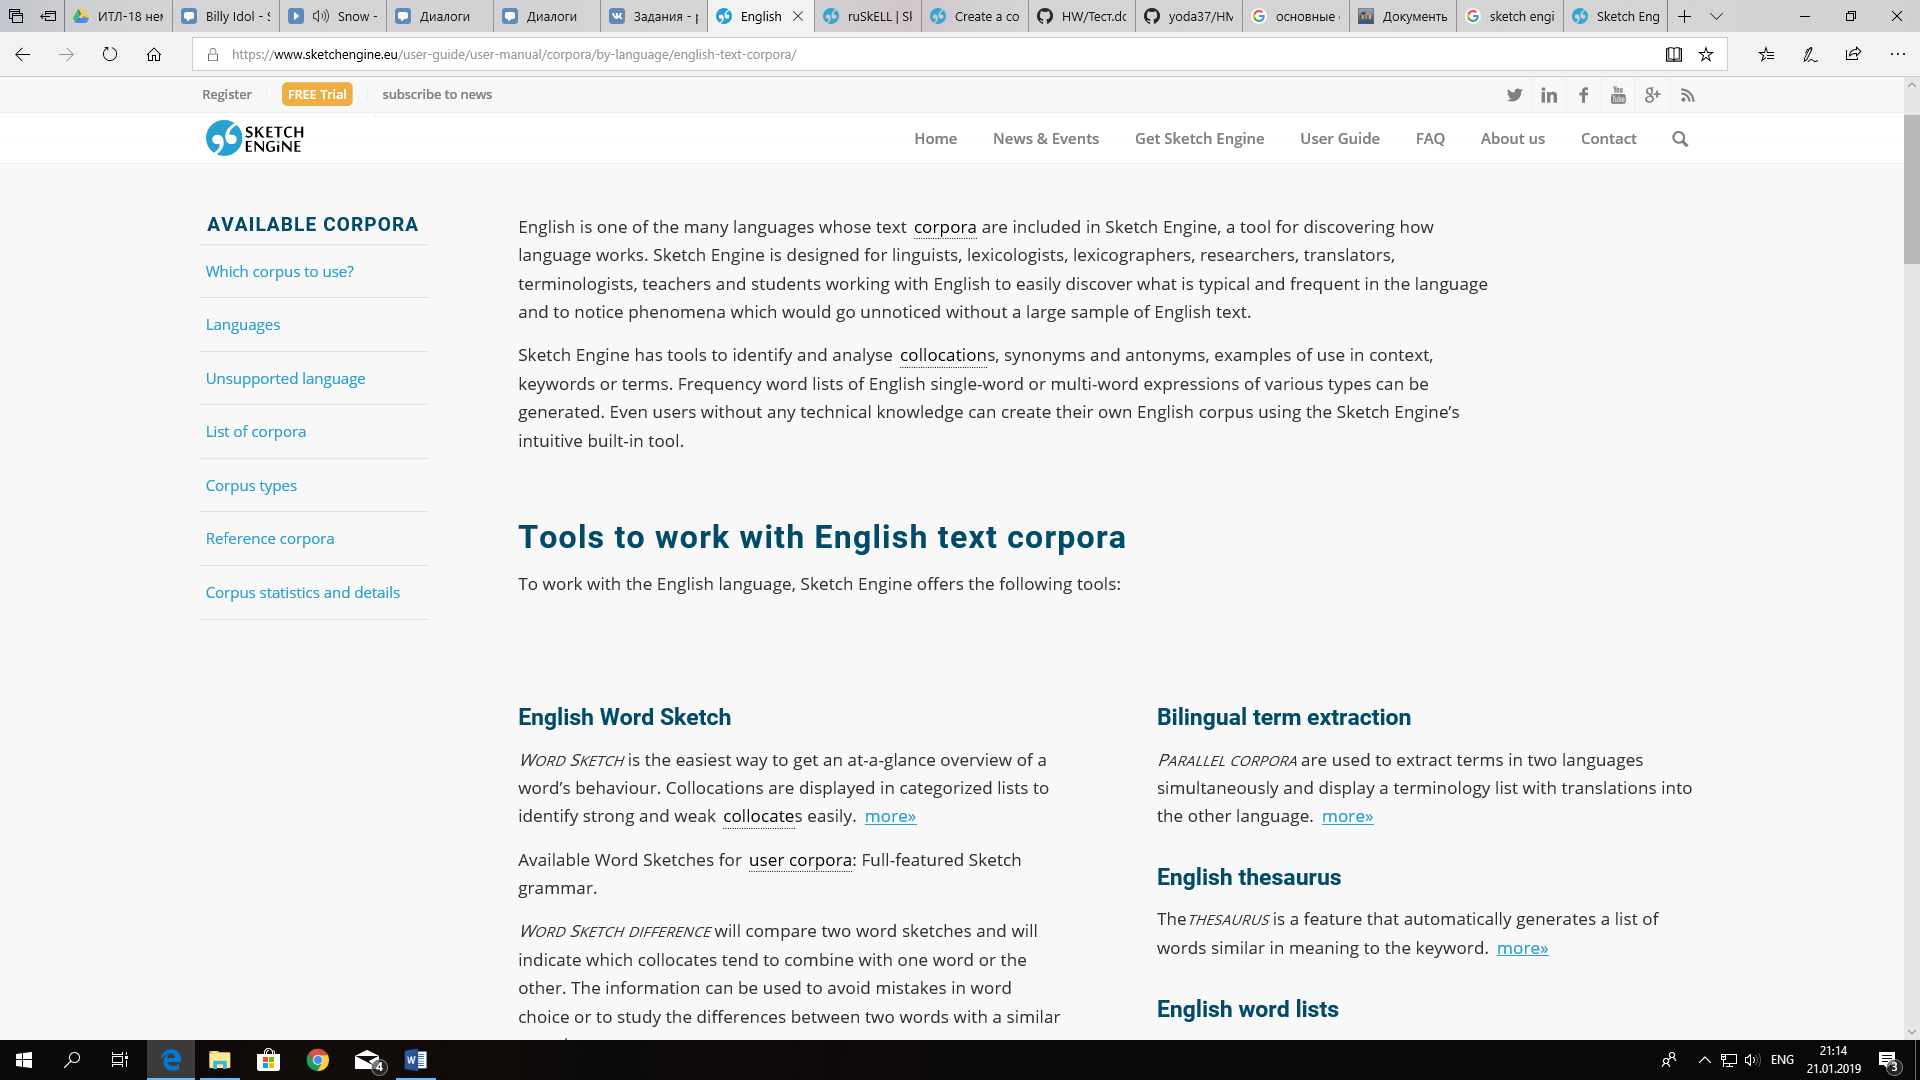 ИТЛ-18 нем
Billy Idol - S
Snow -
Диалоги
Диалоги
Задания - р
English
ruSkELL | Sk
Create a co
HW/Тест.do
yoda37/HW
основные
Документь
sketch engi
Sketch Eng
https://www.sketchengine.eu/user-guide/user-manual/corpora/by-language/english-text-corpora/
Register FREE Trial subscribe to news
SKETCH ENGINE
Home News & Events Get Sketch Engine User Guide FAQ About us Contact
AVAILABLE CORPORA
Which corpus to use?
Languages
Unsupported language
List of corpora
Corpus types
Reference corpora
Corpus statistics and details
English is one of the many languages whose text corpora are included in Sketch Engine, a tool for discovering how
language works. Sketch Engine is designed for linguists, lexicologists, lexicographers, researchers, translators,
terminologists, teachers and students working with English to easily discover what is typical and frequent in the language
and to notice phenomena which would go unnoticed without a large sample of English text.
Sketch Engine has tools to identify and analyse collocations, synonyms and antonyms, examples of use in context,
keywords or terms. Frequency word lists of English single-word or multi-word expressions of various types can be
generated. Even users without any technical knowledge can create their own English corpus using the Sketch Engine’s
intuitive built-in tool.
Tools to work with English text corpora
To work with the English language, Sketch Engine offers the following tools:
English Word Sketch
WORD SKETCH is the easiest way to get an at-a-glance overview of a
word’s behaviour. Collocations are displayed in categorized lists to
identify strong and weak collocates easily. more»
Available Word Sketches for user corpora: Full-featured Sketch
grammar.
WORD SKETCH DIFFERENCE will compare two word sketches and will
indicate which collocates tend to combine with one word or the
other. The information can be used to avoid mistakes in word
choice or to study the differences between two words with a similar
Bilingual term extraction
PARALLEL CORPORA are used to extract terms in two languages
simultaneously and display a terminology list with translations into
the other language. more»
English thesaurus
The THESAURUS is a feature that automatically generates a list of
words similar in meaning to the keyword. more»
English word lists
4
ENG
21:14
21.01.2019
3